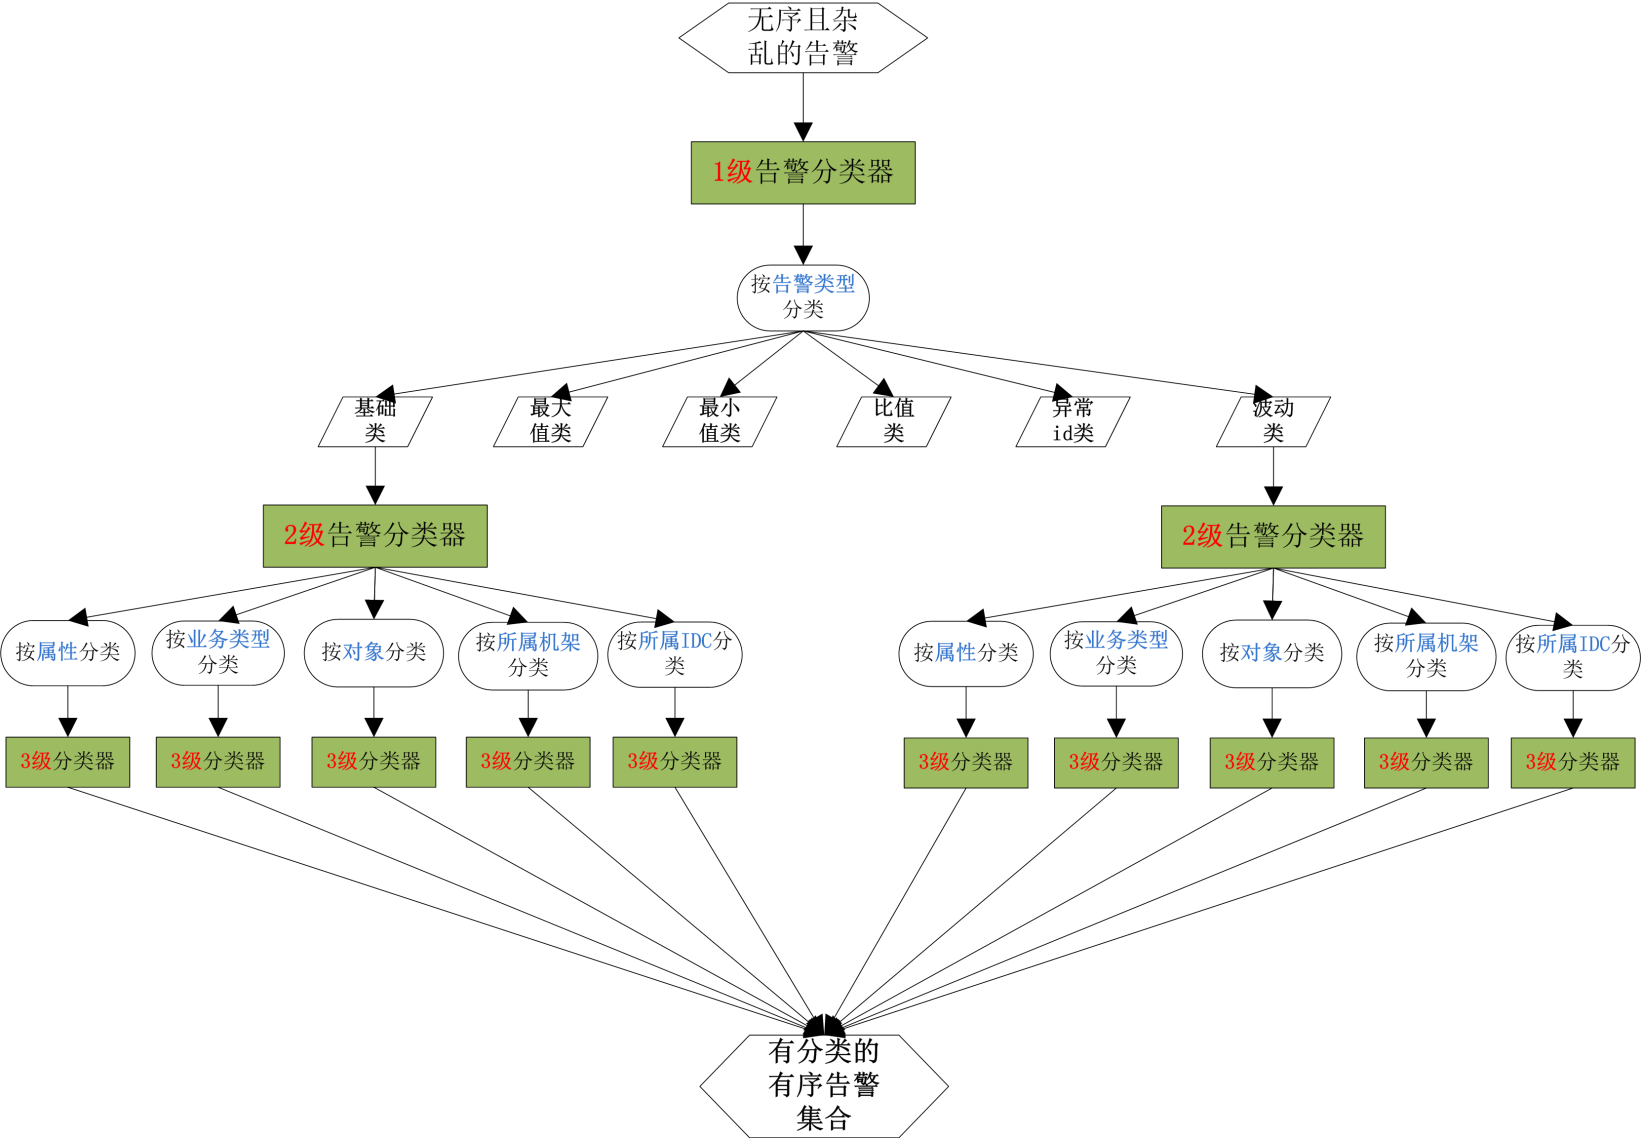 无序且杂
乱的告警
1级告警分类器
按告警类型
分类
基础
类
最大
值类
最小
值类
比值
类
异常
id类
波动
类
2级告警分类器
2级告警分类器
按属性分类
按业务类型
分类
按对象分类
按所属机架
分类
按所属IDC分
类
按属性分类
按业务类型
分类
按对象分类
按所属机架
分类
按所属IDC分
类
3级分类器
3级分类器
3级分类器
3级分类器
3级分类器
3级分类器
3级分类器
3级分类器
3级分类器
3级分类器
有分类的
有序告警
集合